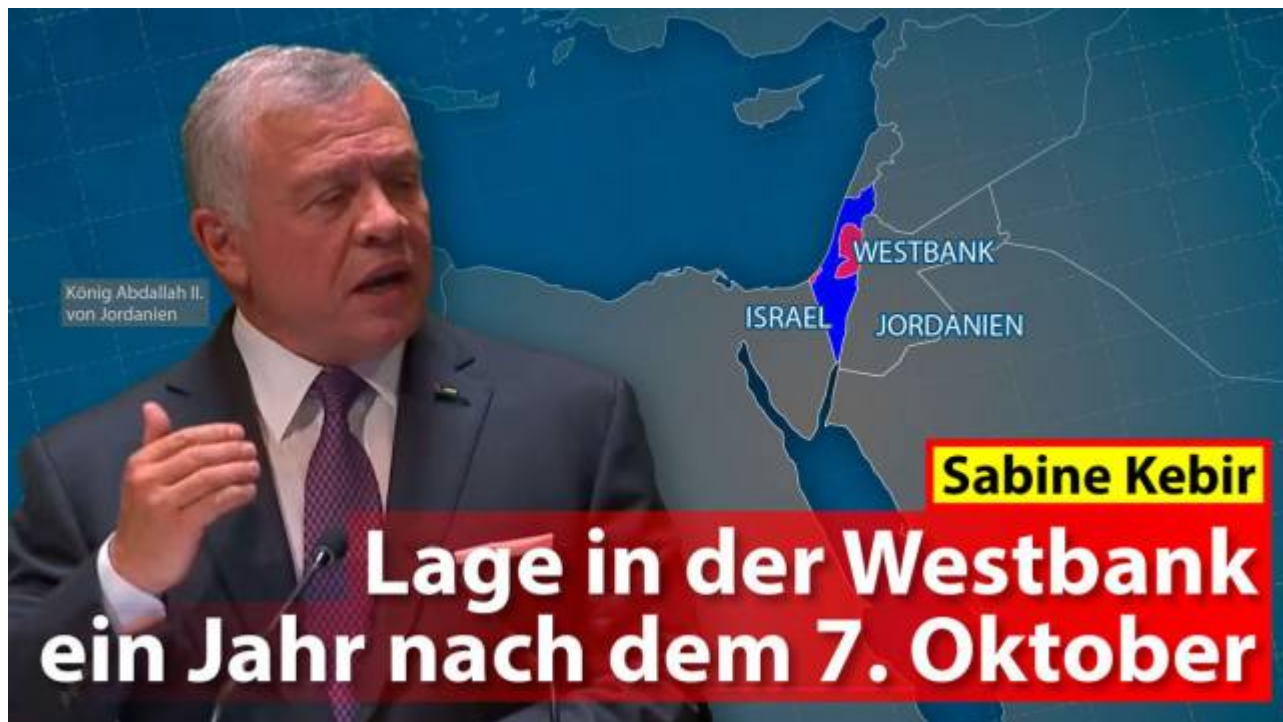 König Abdallah II.
von Jordanien
WESTBANK
ISRAEL
JORDANIEN
Sabine Kebir
Lage in der Westbank
ein Jahr nach dem 7. Oktober